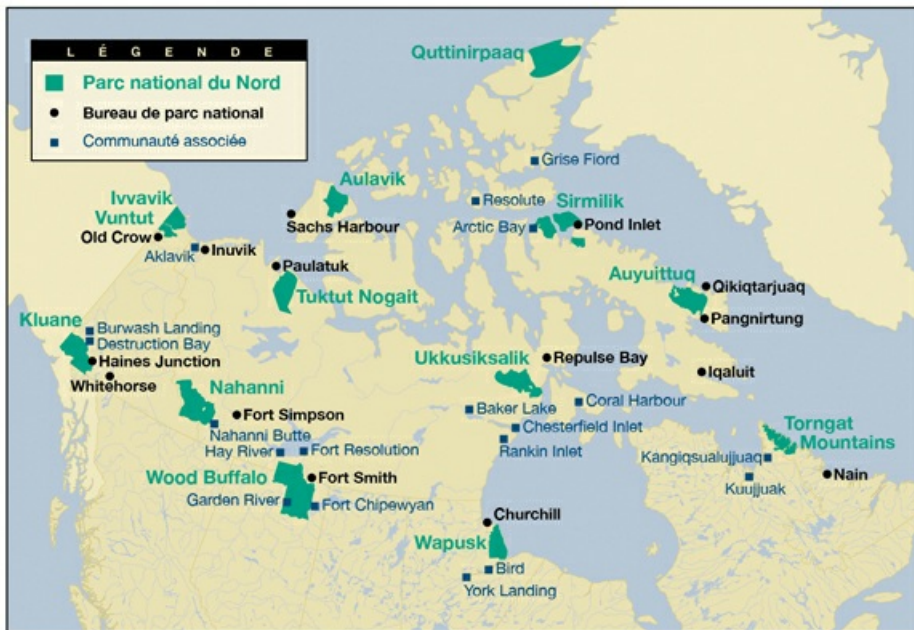 LÉGENDE
Parc national du Nord
Bureau de parc national
Communauté associée
Quttinirpaaq
Grise Fiord
Aulavik
Resolute
Sirmilik
Ivvavik
Vuntut
Sachs Harbour
Arctic Bay
Pond Inlet
Old Crow
Aklavik
Inuvik
Paulatuk
Auyuittuq
Qikiqtarjuaq
Tuktut Nogait
Pangnirtung
Kluane
Burwash Landing
Destruction Bay
Haines Junction
Ukkusiksalik
Repulse Bay
Iqaluit
Whitehorse
Nahanni
Fort Simpson
Baker Lake
Coral Harbour
Nahanni Butte
Chesterfield Inlet
Torngat
Mountains
Hay River
Fort Resolution
Rankin Inlet
Kangiqsualujjuaq
Wood Buffalo
Fort Smith
Kuujjuak
Nain
Garden River
Fort Chipewyan
Churchill
Wapusk
Bird
York Landing